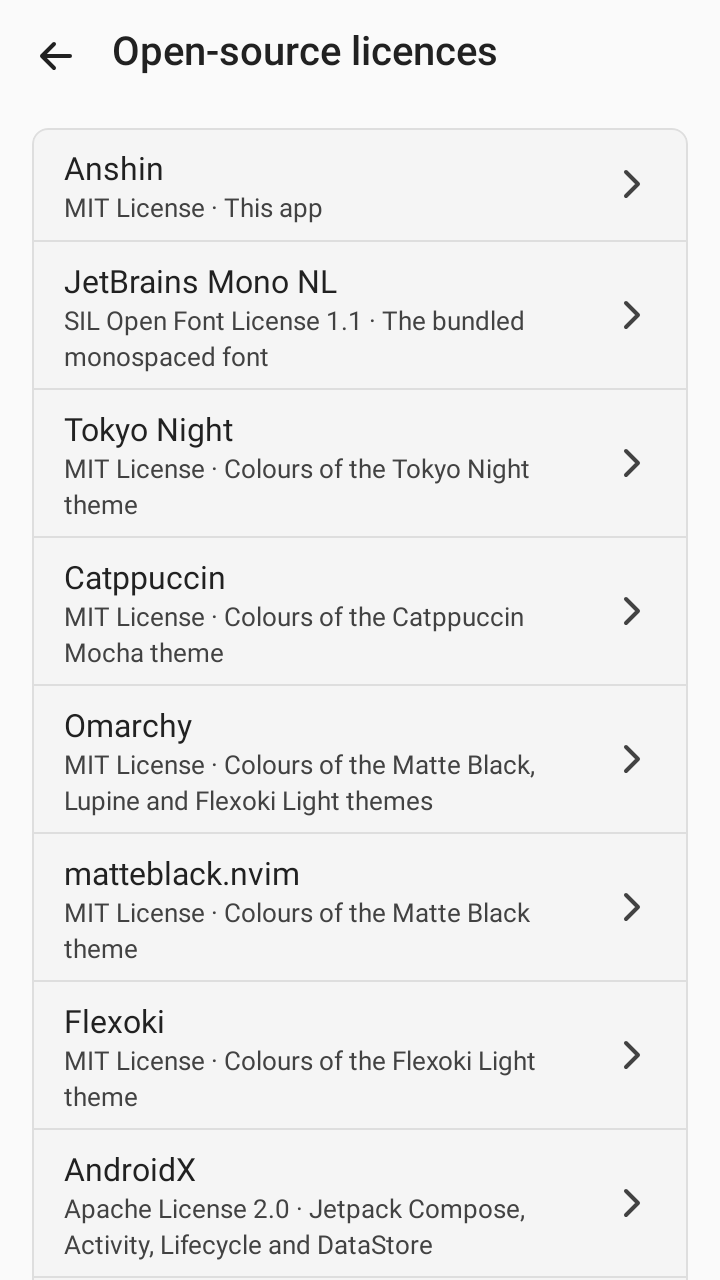 Open-source licences
Anshin
MIT License · This app
JetBrains Mono NL
SIL Open Font License 1.1 · The bundled
monospaced font
Tokyo Night
MIT License · Colours of the Tokyo Night
theme
Catppuccin
MIT License · Colours of the Catppuccin
Mocha theme
Omarchy
MIT License · Colours of the Matte Black,
Lupine and Flexoki Light themes
matteblack.nvim
MIT License · Colours of the Matte Black
theme
Flexoki
MIT License · Colours of the Flexoki Light
theme
AndroidX
Apache License 2.0 · Jetpack Compose,
Activity, Lifecycle and DataStore